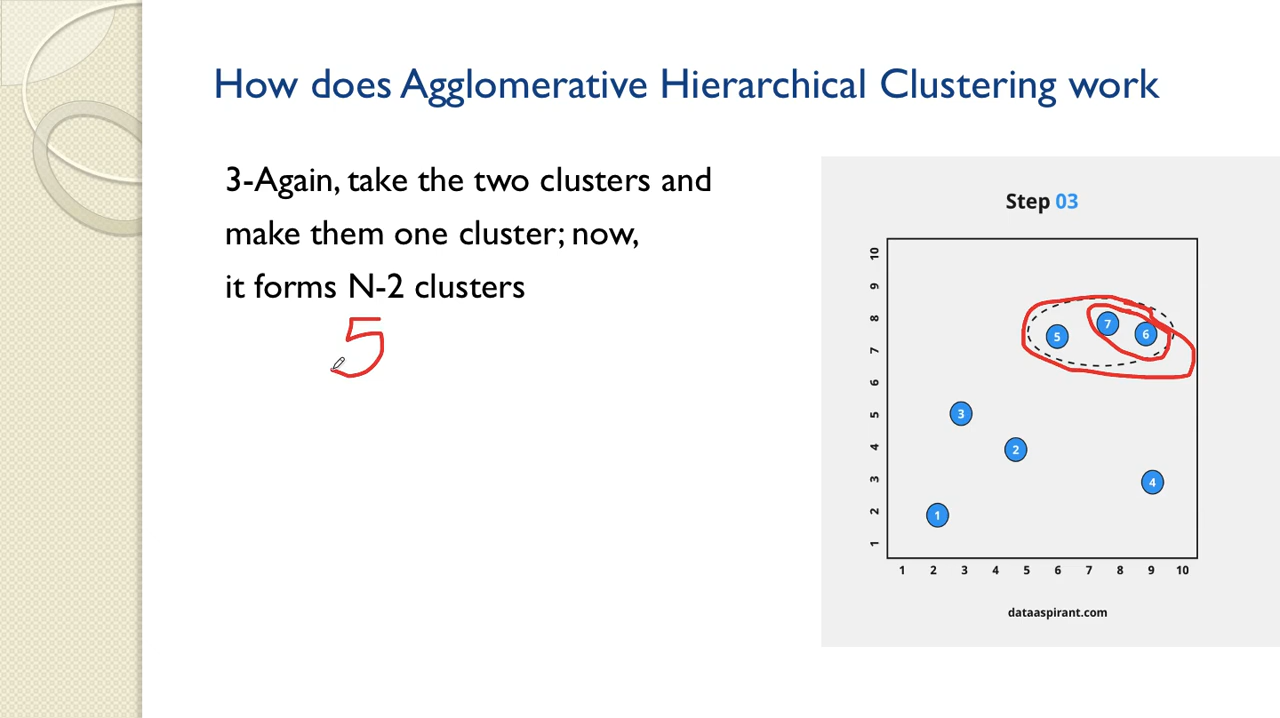 How does Agglomerative Hierarchical Clustering work
3-Again, take the two clusters and
make them one cluster; now,
it forms N-2 clusters
5
Step 03
10
9
8
7
6
5
4
3
2
1
7
6
5
3
2
4
1
1 2 3 4 5 6 7 8 9 10
dataaspirant.com